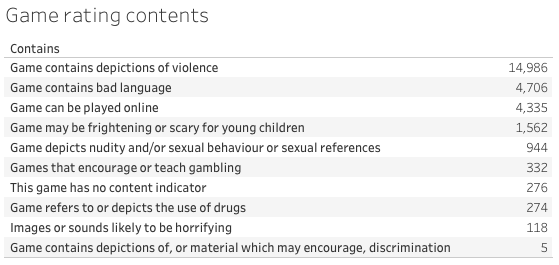 Game rating contents
Contains
Game contains depictions of violence 14,986
Game contains bad language 4,706
Game can be played online 4,335
Game may be frightening or scary for young children 1,562
Game depicts nudity and/or sexual behaviour or sexual references 944
Games that encourage or teach gambling 332
This game has no content indicator 276
Game refers to or depicts the use of drugs 274
Images or sounds likely to be horrifying 118
Game contains depictions of, or material which may encourage, discrimination 5